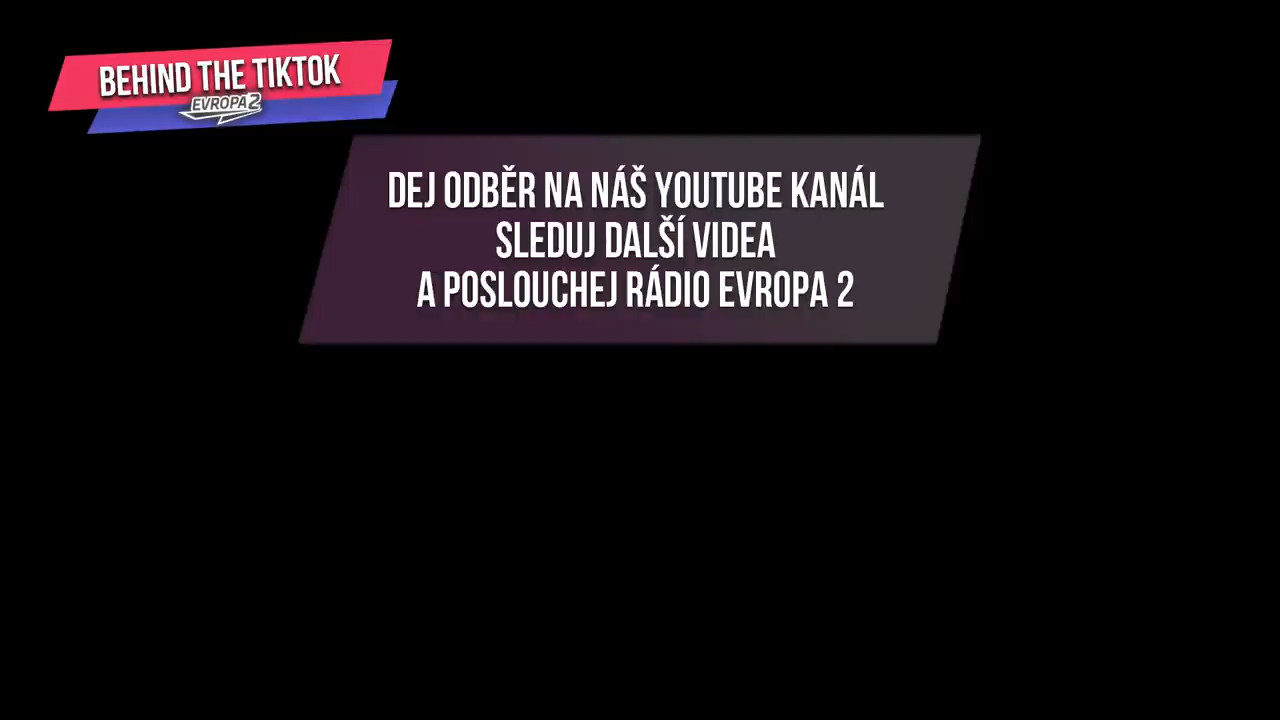 BEHIND THE TIKTOK
EVROPA 2
DEJ ODBĚR NA NÁŠ YOUTUBE KANÁL
SLEDUJ DALŠÍ VIDEA
A POSLOUCHEJ RÁDIO EVROPA 2